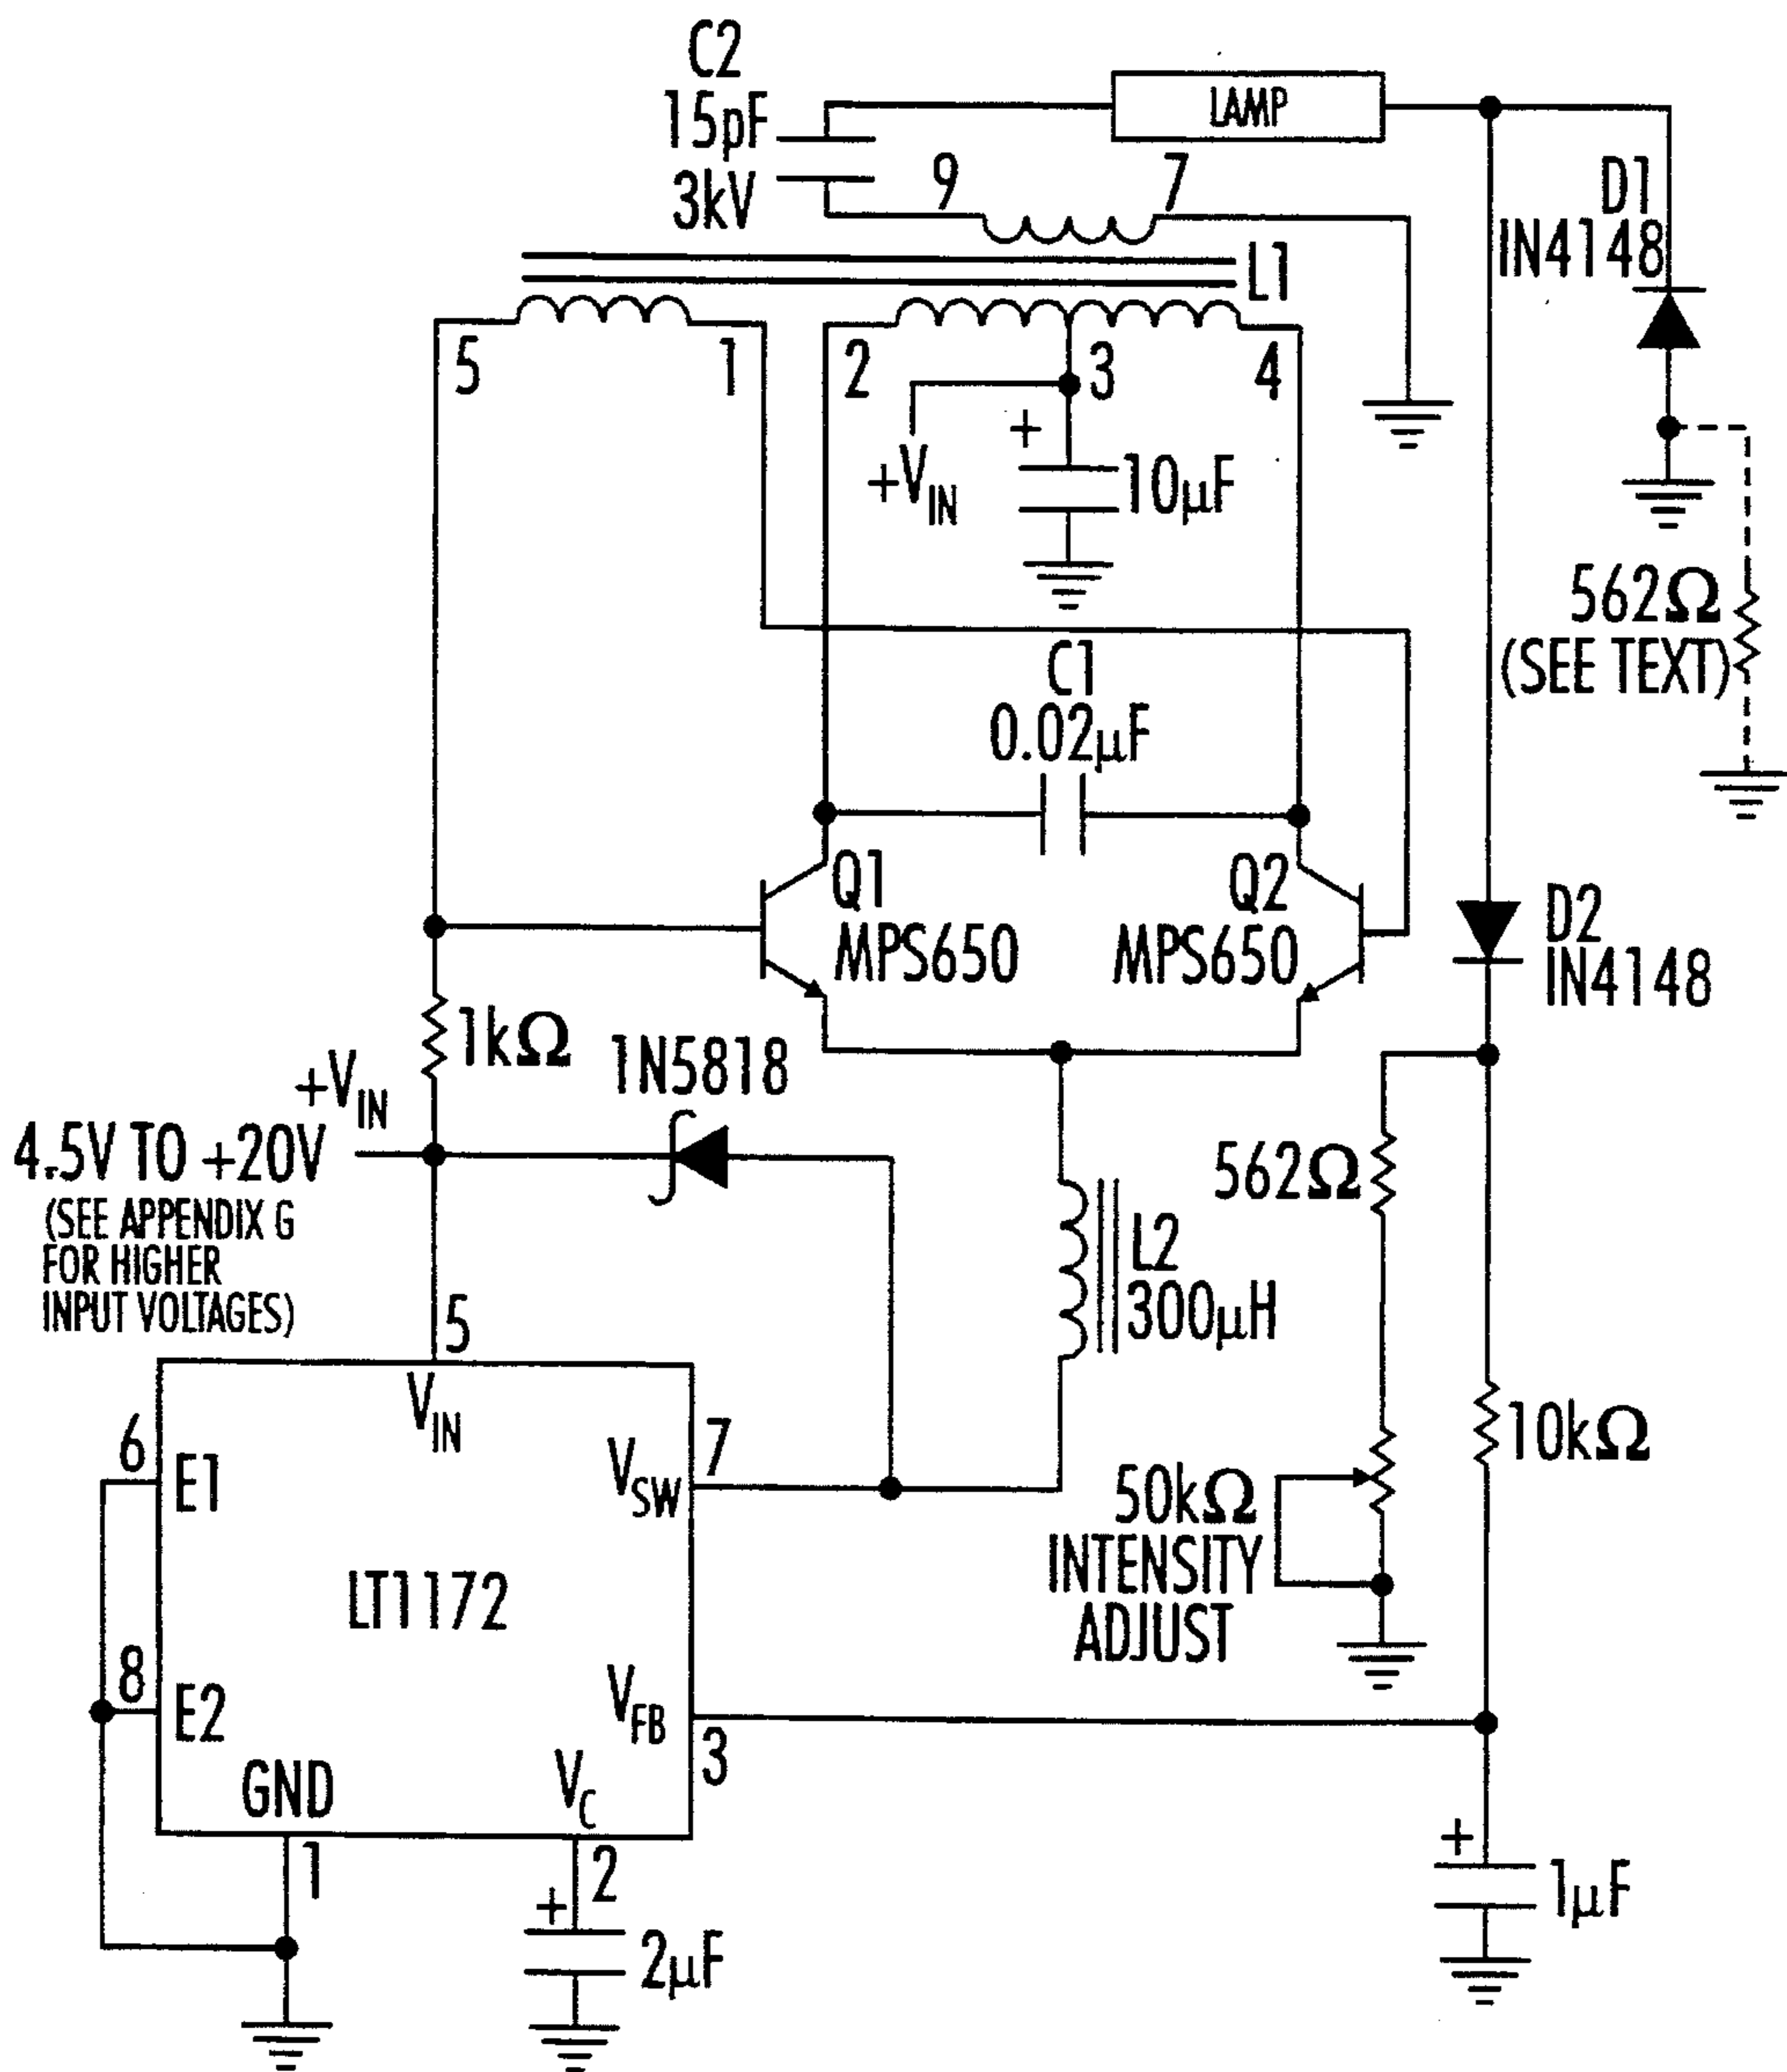 C2
15pF
3kV
LAMP
9
7
D1
IN4148
L1
5
1
2
3
4
+
+VIN
10µF
562Ω
(SEE TEXT)
C1
0.02µF
Q1
MPS650
Q2
MPS650
D2
IN4148
1kΩ
1N5818
+VIN
4.5V TO +20V
(SEE APPENDIX G
FOR HIGHER
INPUT VOLTAGES)
562Ω
L2
300µH
5
VIN
6
E1
VSW
7
50kΩ
INTENSITY
ADJUST
10kΩ
LT1172
8
E2
VFB
3
GND
VC
1
2
+
2µF
+
1µF